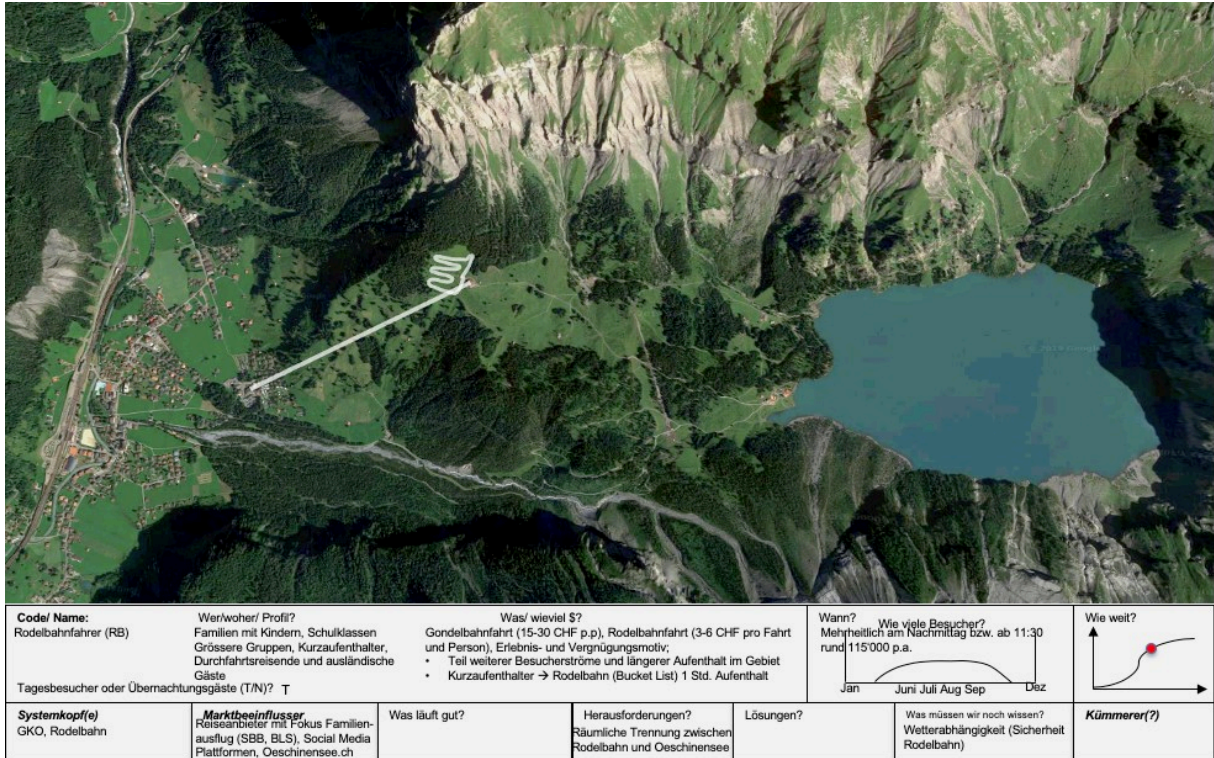 Code/ Name:
Rodelbahnfahrer (RB)
Wer/woher/ Profil?
Familien mit Kindern, Schulklassen
Grössere Gruppen, Kurzaufenthalter,
Durchfahrtsreisende und ausländische
Gäste
Tagesbesucher oder Übernachtungsgäste (T/N)? T
Was/ wieviel $?
Gondelbahnfahrt (15-30 CHF p.p), Rodelbahnfahrt (3-6 CHF pro Fahrt
und Person), Erlebnis- und Vergnügungsmotiv;
• Teil weiterer Besucherströme und längerer Aufenthalt im Gebiet
• Kurzaufenthalter → Rodelbahn (Bucket List) 1 Std. Aufenthalt
Wann?
Wie viele Besucher?
Mehrheitlich am Nachmittag bzw. ab 11:30
rund 115'000 p.a.
Jan Juni Juli Aug Sep Dez
Wie weit?
Systemkopf(e)
GKO, Rodelbahn
Marktbeeinflusser
Reiseanbieter mit Fokus Familien-
ausflug (SBB, BLS), Social Media
Plattformen, Oeschinensee.ch
Was läuft gut?
Herausforderungen?
Räumliche Trennung zwischen
Rodelbahn und Oeschinensee
Lösungen?
Was müssen wir noch wissen?
Wetterabhängigkeit (Sicherheit
Rodelbahn)
Kümmerer(?)